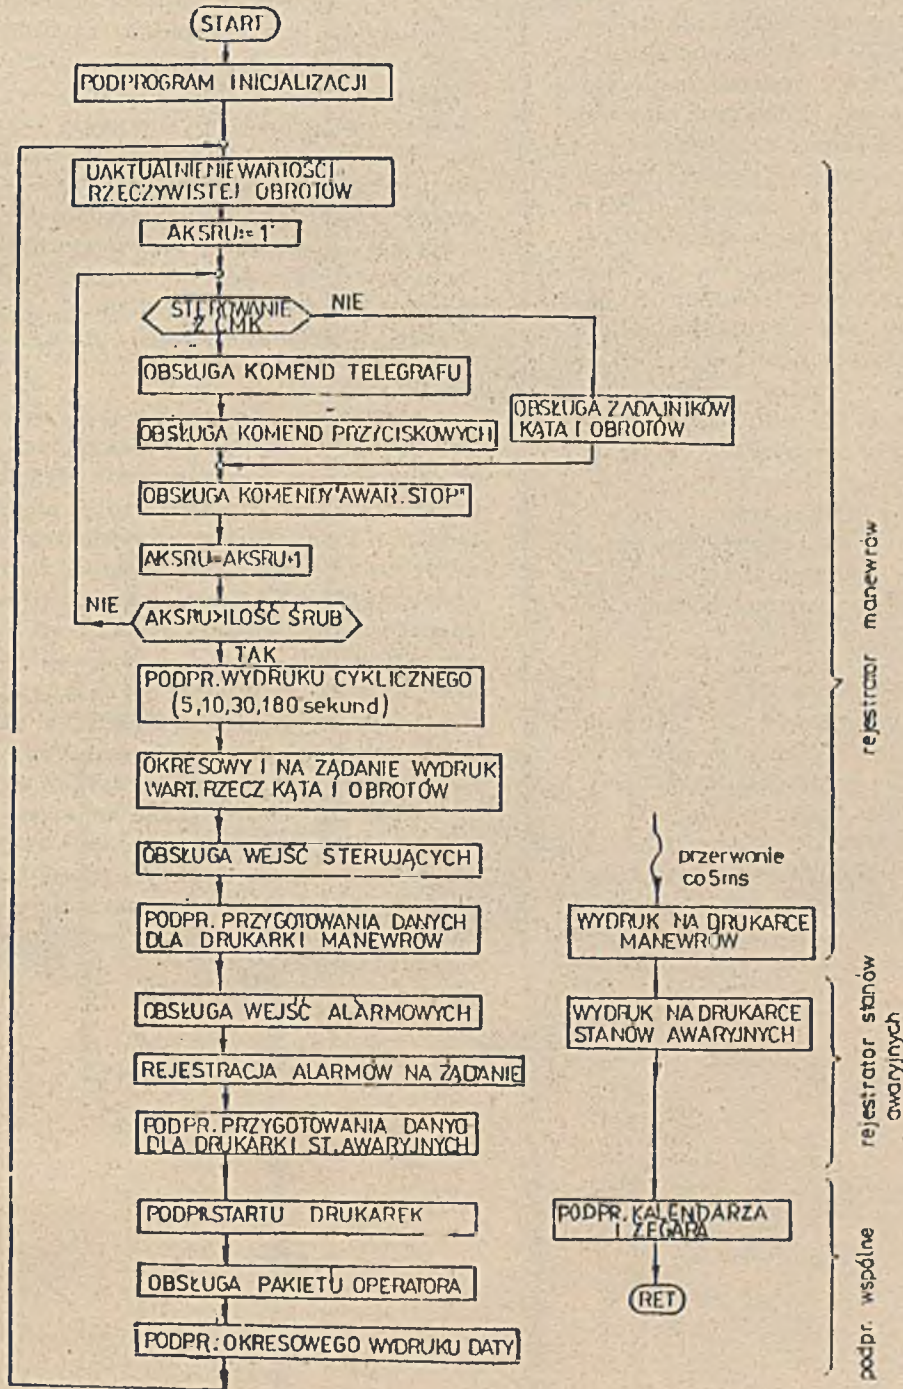 START
PODPROGRAM INICJALIZACJI
UAKTUALNIENIE WARTOŚCI
RZECZYWISTEJ OBROTÓW
AKSRU:=1
STEROWANIE
Z CMK
NIE
OBSŁUGA KOMEND TELEGRAFU
OBSŁUGA ZADAJNIKÓW
KĄTA I OBROTÓW
OBSŁUGA KOMEND PRZYCISKOWYCH
OBSŁUGA KOMENDY "AWAR.STOP"
AKSRU=AKSRU+1
NIE
AKSRU>ILOŚĆ ŚRUB
TAK
PODPR. WYDRUKU CYKLICZNEGO
(5,10,30,180 sekund)
OKRESOWY I NA ŻĄDANIE WYDRUK
WART. RZECZ KĄTA I OBROTÓW
OBSŁUGA WEJŚĆ STERUJĄCYCH
PODPR. PRZYGOTOWANIA DANYCH
DLA DRUKARKI MANEWROW
OBSŁUGA WEJŚĆ ALARMOWYCH
REJESTRACJA ALARMÓW NA ŻĄDANIE
PODPR. PRZYGOTOWANIA DANYO
DLA DRUKARKI ST. AWARYJNYCH
PODPR. STARTU DRUKAREK
OBSŁUGA PAKIETU OPERATORA
PODPR.: OKRESOWEGO WYDRUKU DATY
przerwanie
co 5ms
WYDRUK NA DRUKARCE
MANEWRÓW
WYDRUK NA DRUKARCE
STANÓW AWARYJNYCH
PODPR. KALENDARZA
I ZEGARA
RET
rejestrator manewrów
rejestrator stanów
awaryjnych
podpr. wspólne